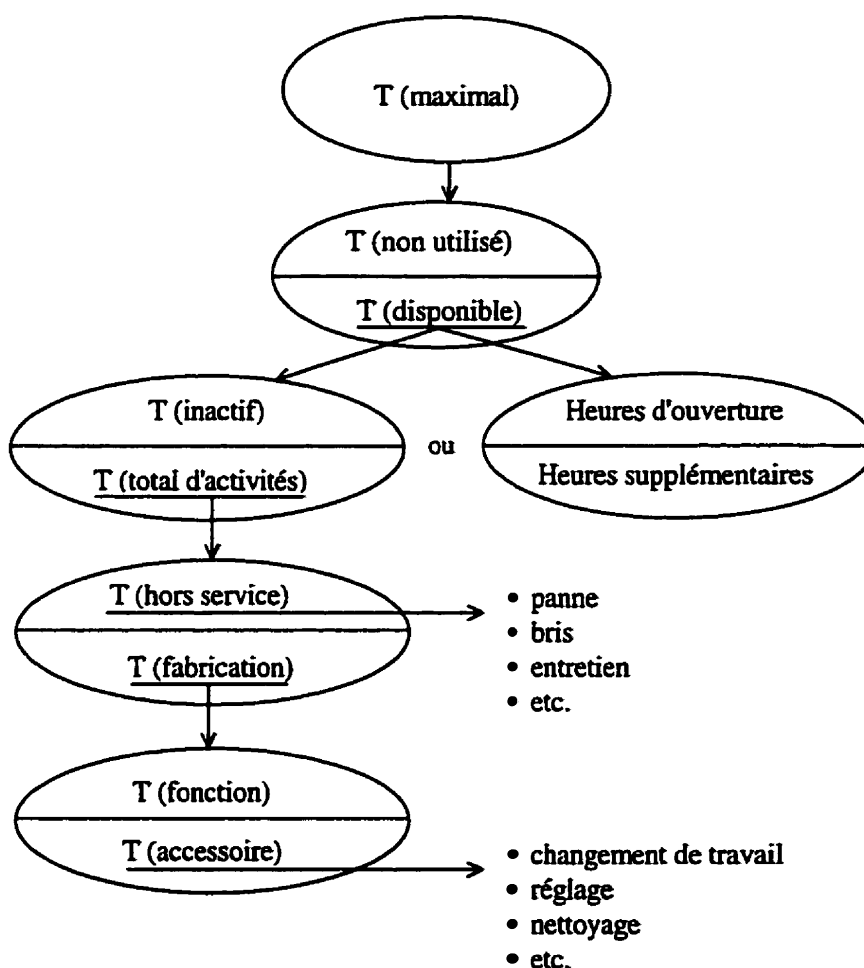 T (maximal)
T (non utilisé)
T (disponible)
T (inactif)
T (total d'activités)
ou
Heures d'ouverture
Heures supplémentaires
T (hors service)
T (fabrication)
• panne
• bris
• entretien
• etc.
T (fonction)
T (accessoire)
• changement de travail
• réglage
• nettoyage
• etc.